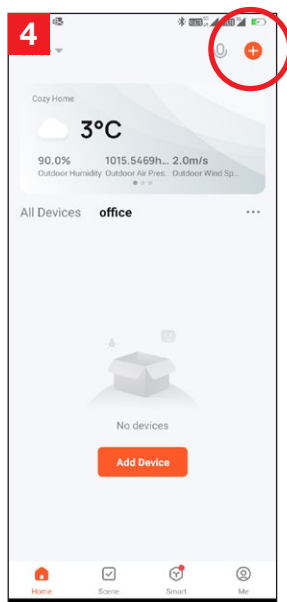 4
Cozy Home
3°C
90.0% 1015.5469h... 2.0m/s
Outdoor Humidity Outdoor Air Pres... Outdoor Wind Sp...
All Devices office ...
No devices
Add Device
Home Scene Smart Me